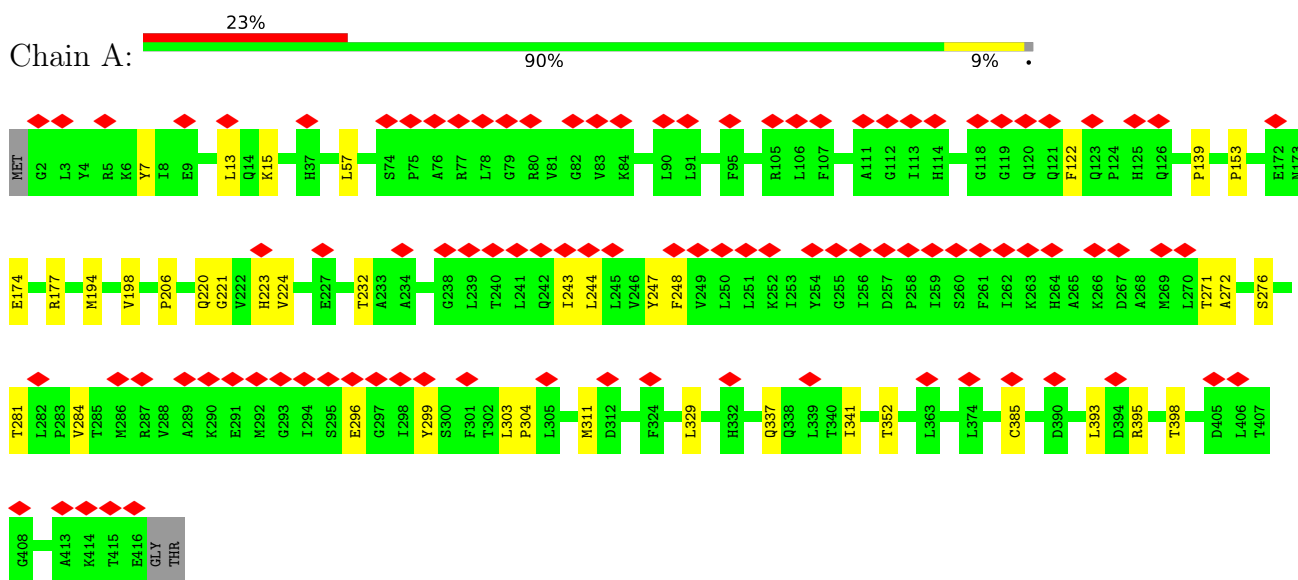 23%
Chain A:
90% 9% •
MET G2 L3 Y4 R5 K6 Y7 I8 E9 L13 Q14 K15 H37 L57 S74 P75 A76 R77 L78 G79 R80 V81 G82 V83 K84 L90 L91 F95 R105 L106 F107 A111 G112 I113 H114 G118 G119 Q120 Q121 F122 Q123 P124 H125 Q126 P139 P153 E172 N173
E174 R177 M194 V198 P206 Q220 G221 V222 H223 V224 E227 T232 A233 A234 G238 L239 T240 L241 Q242 I243 L244 L245 V246 Y247 F248 V249 L250 L251 K252 I253 Y254 G255 I256 D257 P258 I259 S260 F261 I262 K263 H264 A265 K266 D267 A268 M269 L270 T271 A272 S276
T281 L282 P283 V284 T285 M286 R287 V288 A289 K290 E291 M292 G293 I294 S295 E296 G297 I298 Y299 S300 F301 T302 L303 P304 L305 M311 D312 F324 L329 H332 Q337 Q338 L339 T340 I341 T352 L363 L374 C385 D390 L393 D394 R395 T398 D405 L406 T407
G408 A413 K414 T415 E416 GLY THR